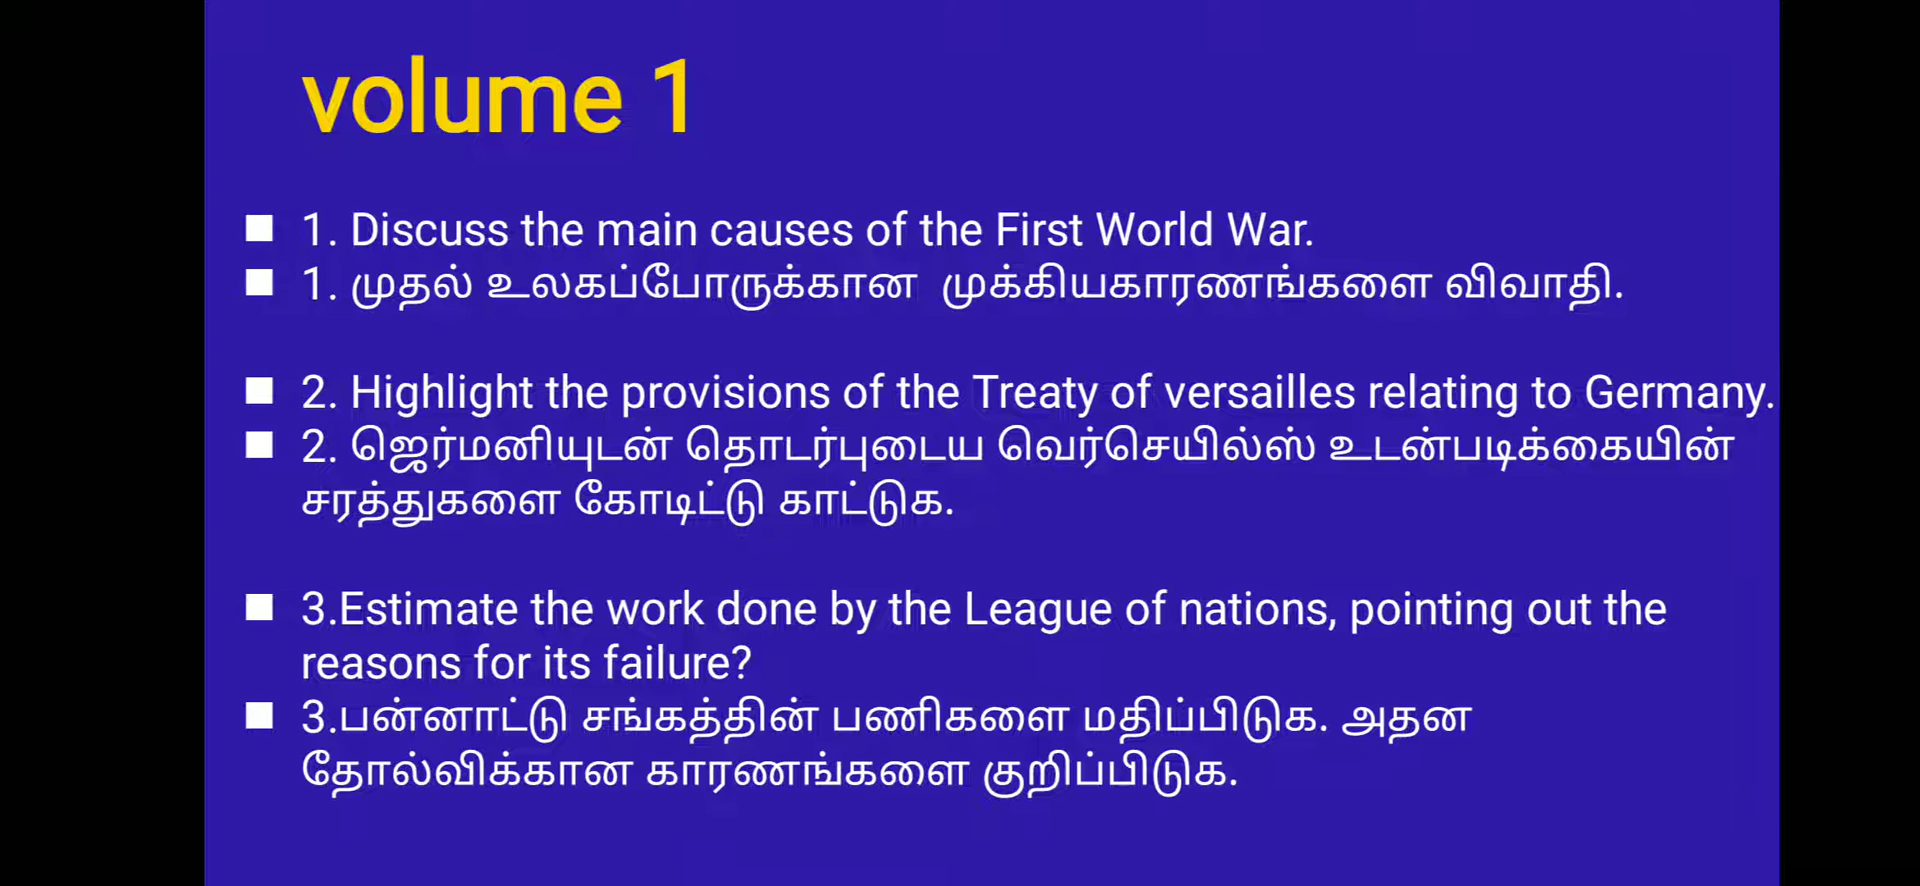 volume 1
■ 1. Discuss the main causes of the First World War.
■ 1. முதல் உலகப்போருக்கான முக்கியகாரணங்களை விவாதி.
■ 2. Highlight the provisions of the Treaty of versailles relating to Germany.
■ 2. ஜெர்மனியுடன் தொடர்புடைய வெர்செயில்ஸ் உடன்படிக்கையின்
சரத்துகளை கோடிட்டு காட்டுக.
■ 3.Estimate the work done by the League of nations, pointing out the
reasons for its failure?
■ 3.பன்னாட்டு சங்கத்தின் பணிகளை மதிப்பிடுக. அதன
தோல்விக்கான காரணங்களை குறிப்பிடுக.